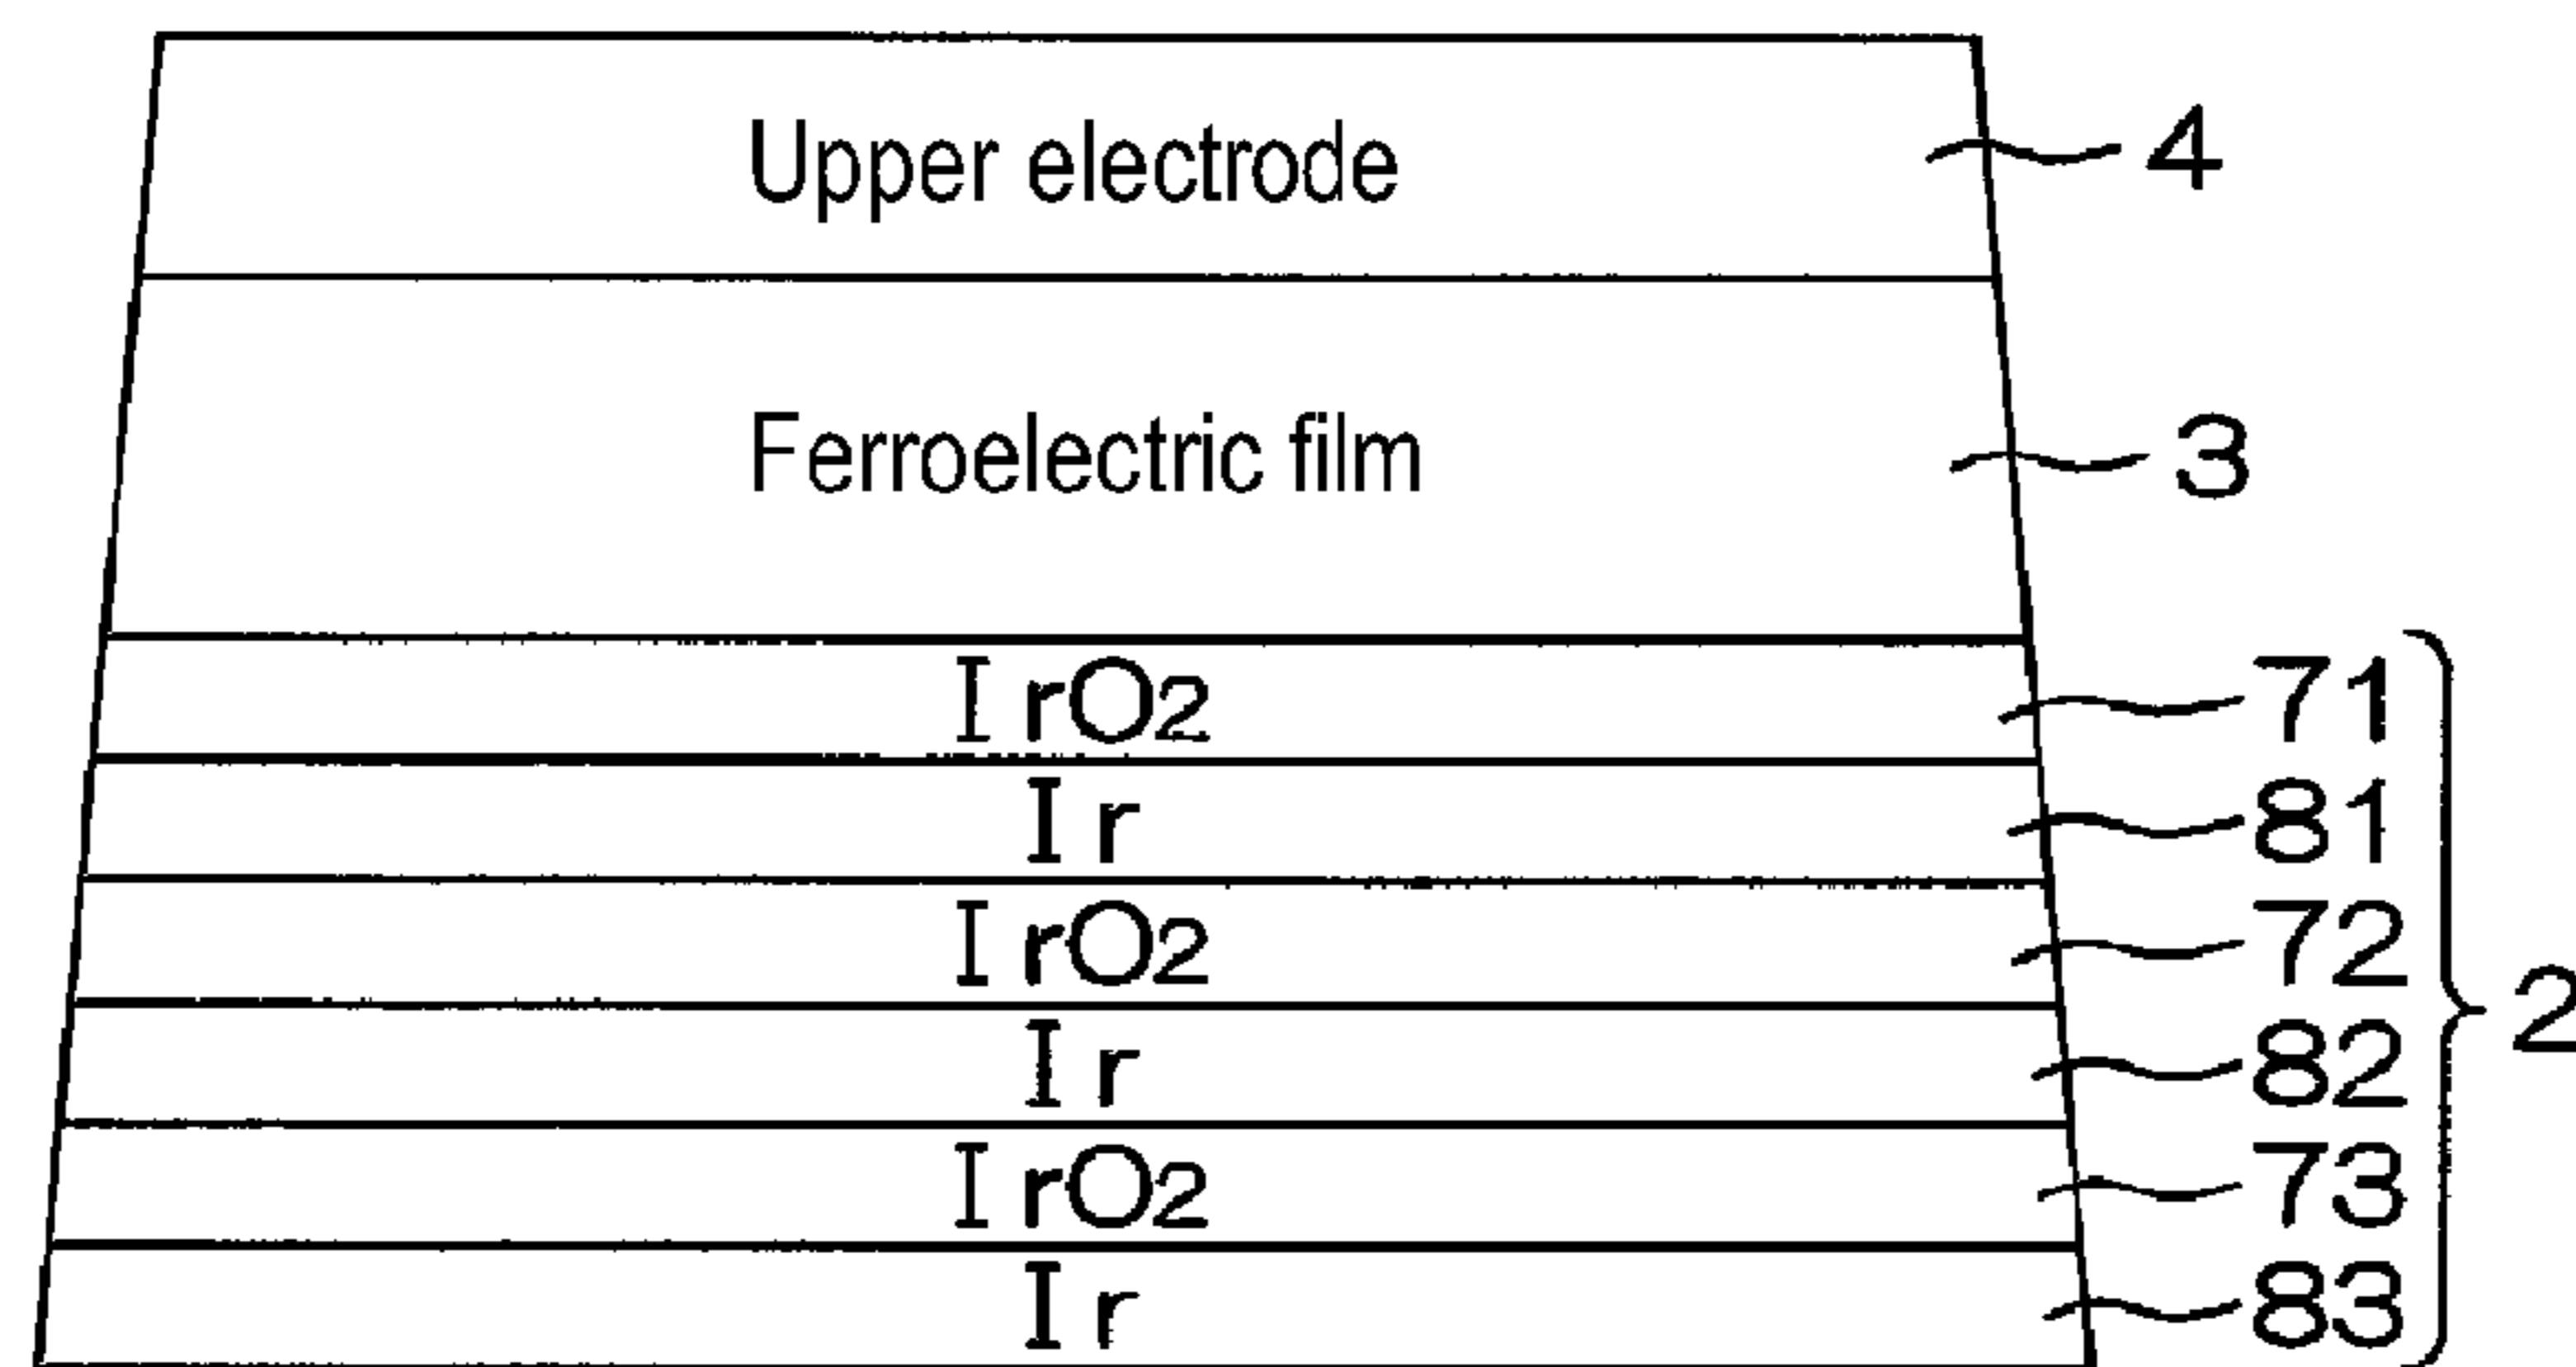 Upper electrode 4
Ferroelectric film 3
IrO2 71
Ir 81
IrO2 72
Ir 82
2
IrO2 73
Ir 83